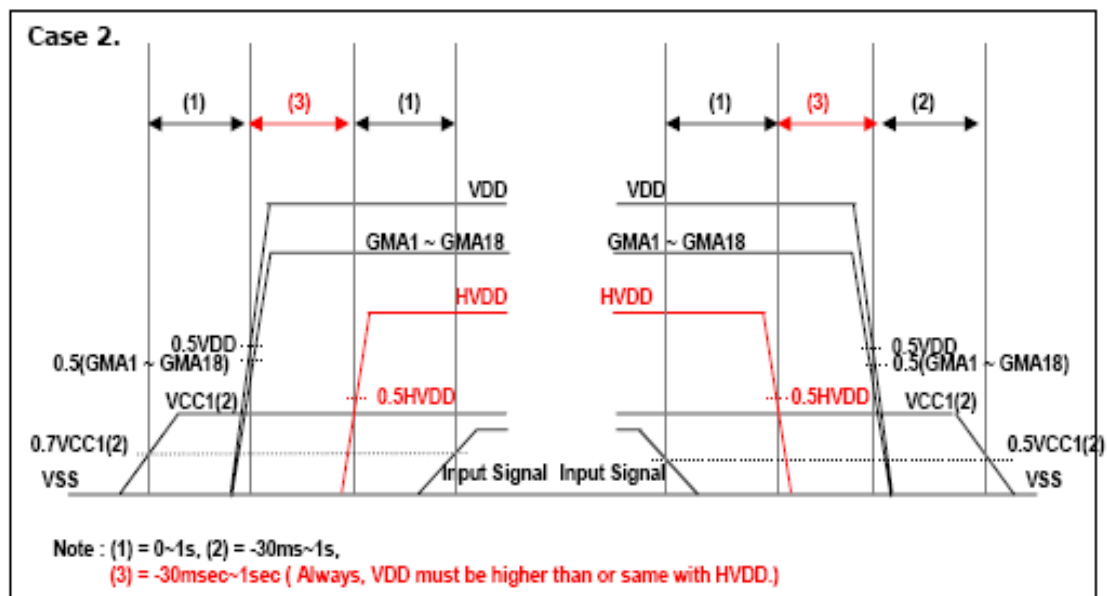 Case 2.
(1) (3) (1) (1) (3) (2)
VDD VDD
GMA1 ~ GMA18 GMA1 ~ GMA18
HVDD HVDD
0.5VDD 0.5VDD
0.5(GMA1 ~ GMA18) 0.5(GMA1 ~ GMA18)
VCC1(2) 0.5HVDD 0.5HVDD VCC1(2)
0.7VCC1(2) 0.5VCC1(2)
VSS Input Signal Input Signal VSS
Note : (1) = 0~1s, (2) = -30ms~1s,
(3) = -30msec~1sec ( Always, VDD must be higher than or same with HVDD.)